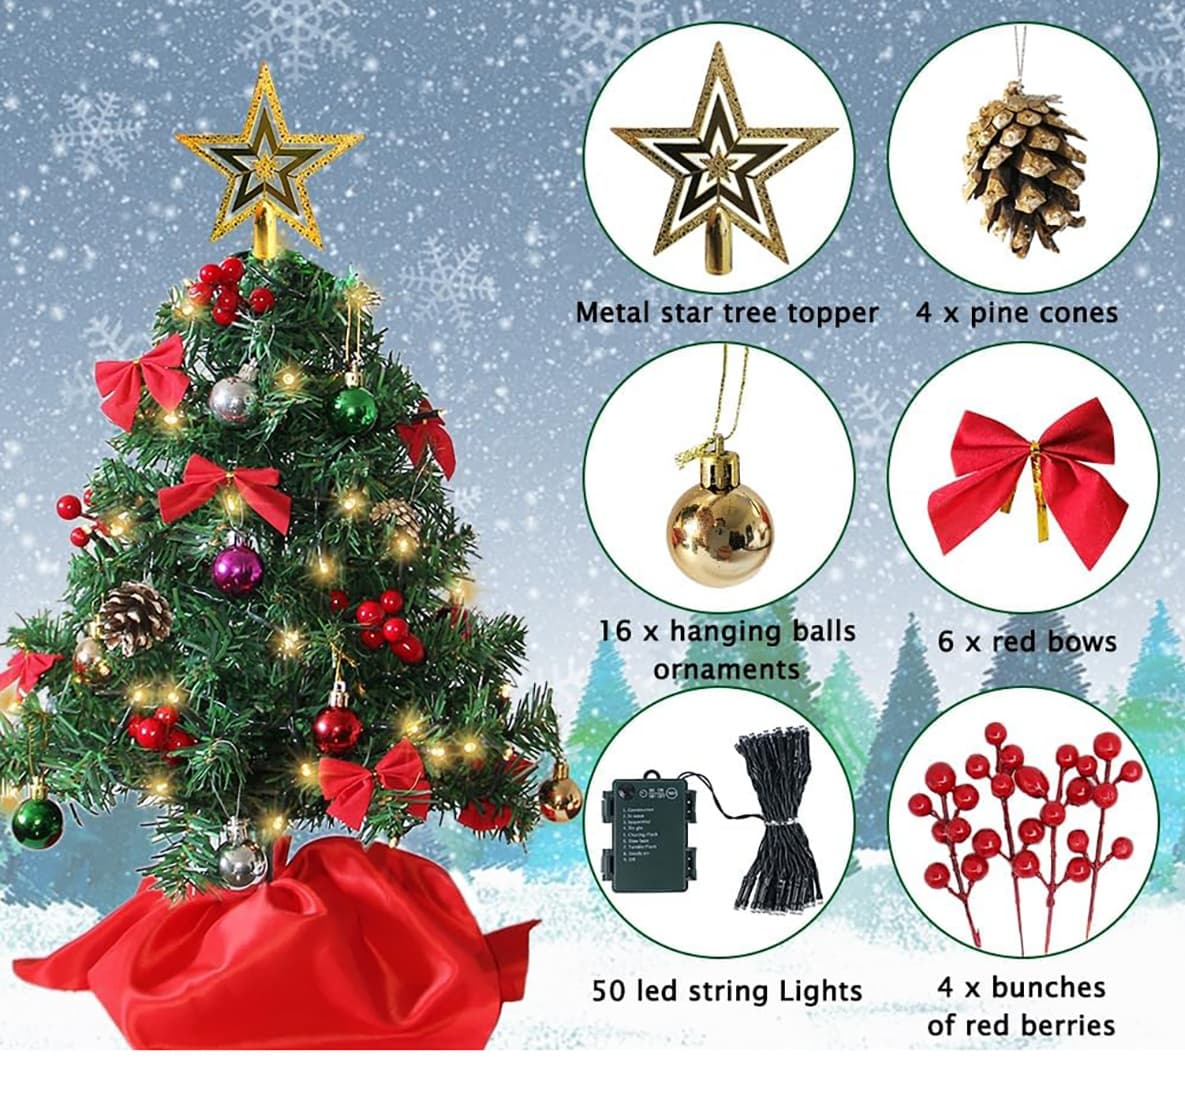 Metal star tree topper
4 x pine cones
16 x hanging balls
ornaments
6 x red bows
50 led string Lights
4 x bunches
of red berries